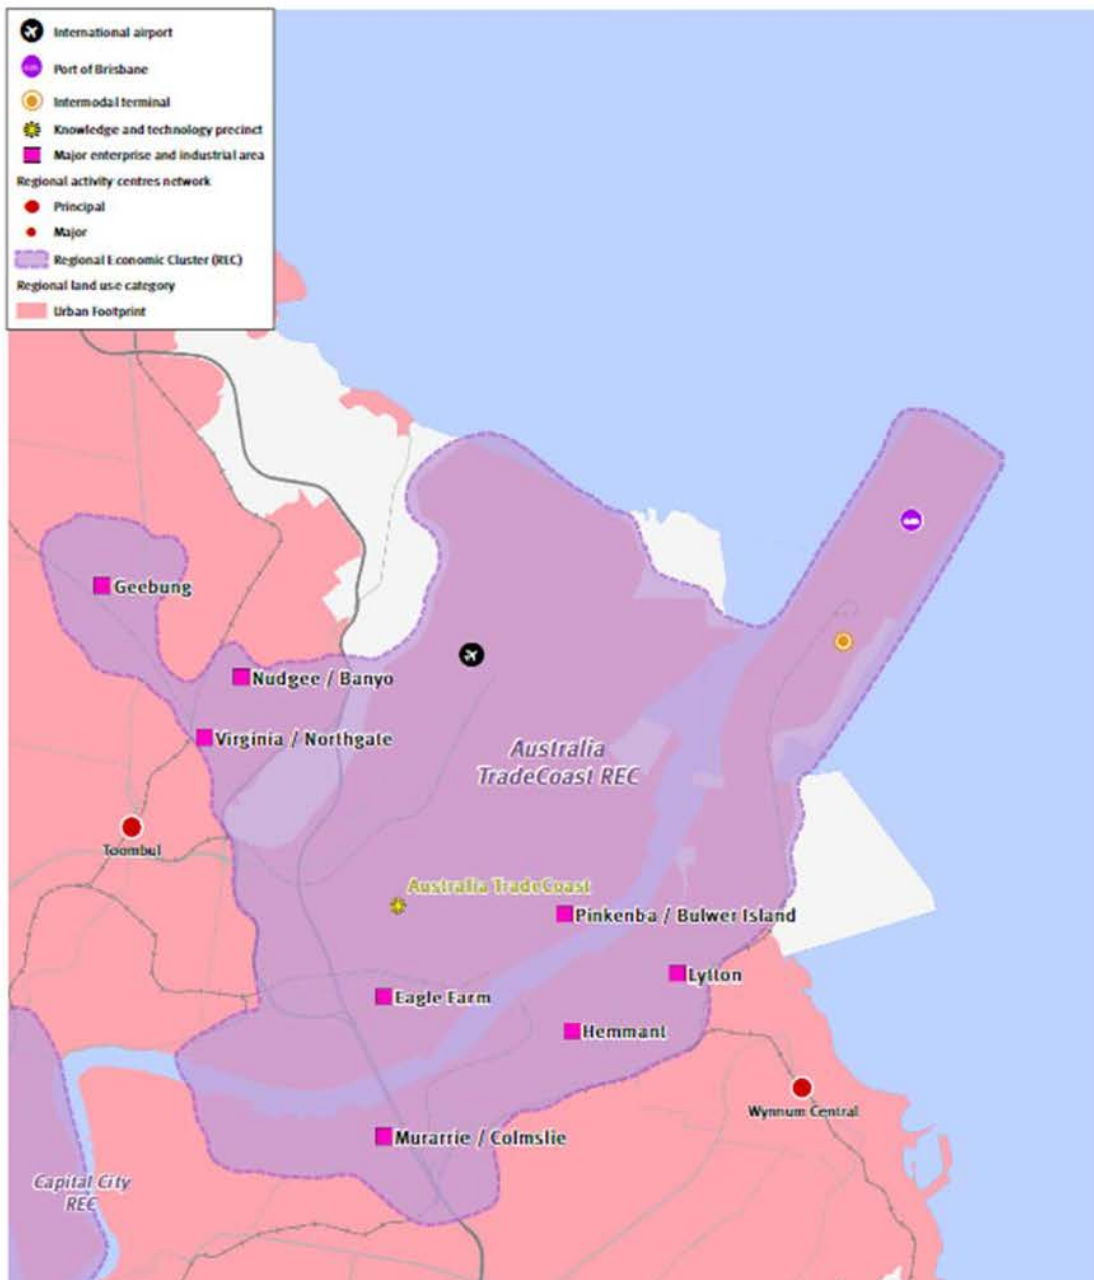 International airport
Port of Brisbane
Intermodal terminal
Knowledge and technology precinct
Major enterprise and industrial area
Regional activity centres network
Principal
Major
Regional Economic Cluster (REC)
Regional land use category
Urban Footprint
Geebung
Nudgee / Banyo
Virginia / Northgate
Australia
TradeCoast REC
Toombul
Australia TradeCoast
Pinkenba / Bulwer Island
Lytton
Eagle Farm
Hemmant
Wynnum Central
Murarrie / Colmslie
Capital City
REC